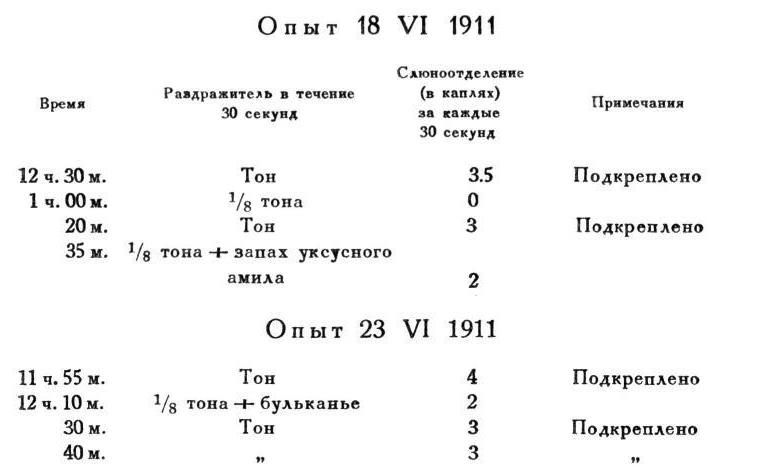 Опыт 18 VI 1911
Время Раздражитель в течение 30 секунд Слюноотделение (в каплях) за каждые 30 секунд Примечания
12 ч. 30 м. Тон 3.5 Подкреплено
1 ч. 00 м. 1/8 тона 0
20 м. Тон 3 Подкреплено
35 м. 1/8 тона + запах уксусного
амила 2
Опыт 23 VI 1911
11 ч. 55 м. Тон 4 Подкреплено
12 ч. 10 м. 1/8 тона + бульканье 2
30 м. Тон 3 Подкреплено
40 м. „ 3 „